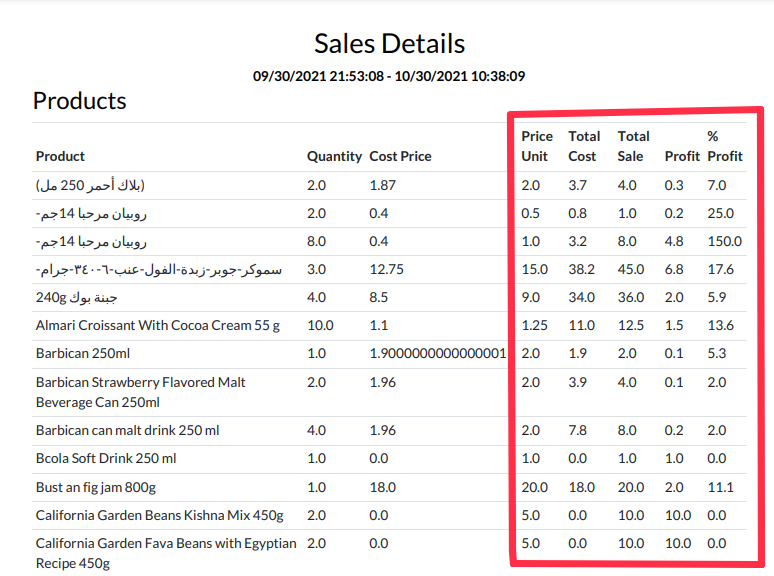 Sales Details
09/30/2021 21:53:08 - 10/30/2021 10:38:09
Products
Product Quantity Cost Price Price Unit Total Cost Total Sale Profit % Profit
(بلاك أحمر 250 مل) 2.0 1.87 2.0 3.7 4.0 0.3 7.0
روبيان مرحبا 14جم- 2.0 0.4 0.5 0.8 1.0 0.2 25.0
روبيان مرحبا 14جم- 8.0 0.4 1.0 3.2 8.0 4.8 150.0
سموكر-جوبر-زبدة-الفول-عنب-٦-٣٤٠-جرام- 3.0 12.75 15.0 38.2 45.0 6.8 17.6
جبنة بوك 240g 4.0 8.5 9.0 34.0 36.0 2.0 5.9
Almari Croissant With Cocoa Cream 55 g 10.0 1.1 1.25 11.0 12.5 1.5 13.6
Barbican 250ml 1.0 1.9000000000000001 2.0 1.9 2.0 0.1 5.3
Barbican Strawberry Flavored Malt 2.0 1.96 2.0 3.9 4.0 0.1 2.0
Beverage Can 250ml
Barbican can malt drink 250 ml 4.0 1.96 2.0 7.8 8.0 0.2 2.0
Bcola Soft Drink 250 ml 1.0 0.0 1.0 0.0 1.0 1.0 0.0
Bust an fig jam 800g 1.0 18.0 20.0 18.0 20.0 2.0 11.1
California Garden Beans Kishna Mix 450g 2.0 0.0 5.0 0.0 10.0 10.0 0.0
California Garden Fava Beans with Egyptian 2.0 0.0 5.0 0.0 10.0 10.0 0.0
Recipe 450g